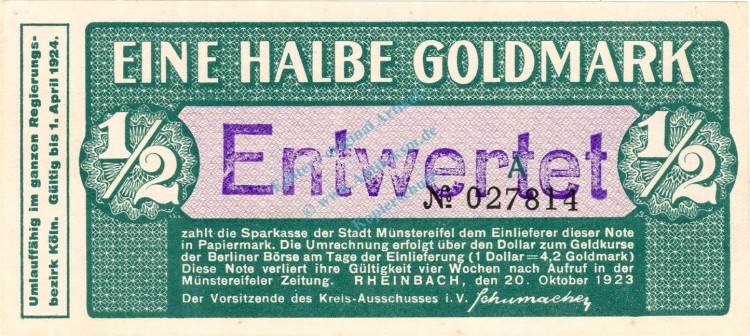 Umlauffähig im ganzen Regierungs-
bezirk Köln. Gültig bis 1. April 1924.
EINE HALBE GOLDMARK
1/2
1/2
Entwertet
A
№ 027814
zahlt die Sparkasse der Stadt Münstereifel dem Einlieferer dieser Note
in Papiermark. Die Umrechnung erfolgt über den Dollar zum Geldkurse
der Berliner Börse am Tage der Einlieferung (1 Dollar=4,2 Goldmark)
Diese Note verliert ihre Gültigkeit vier Wochen nach Aufruf in der
Münstereifeler Zeitung. RHEINBACH, den 20. Oktober 1923
Der Vorsitzende des Kreis-Ausschusses i.V. Schumacher